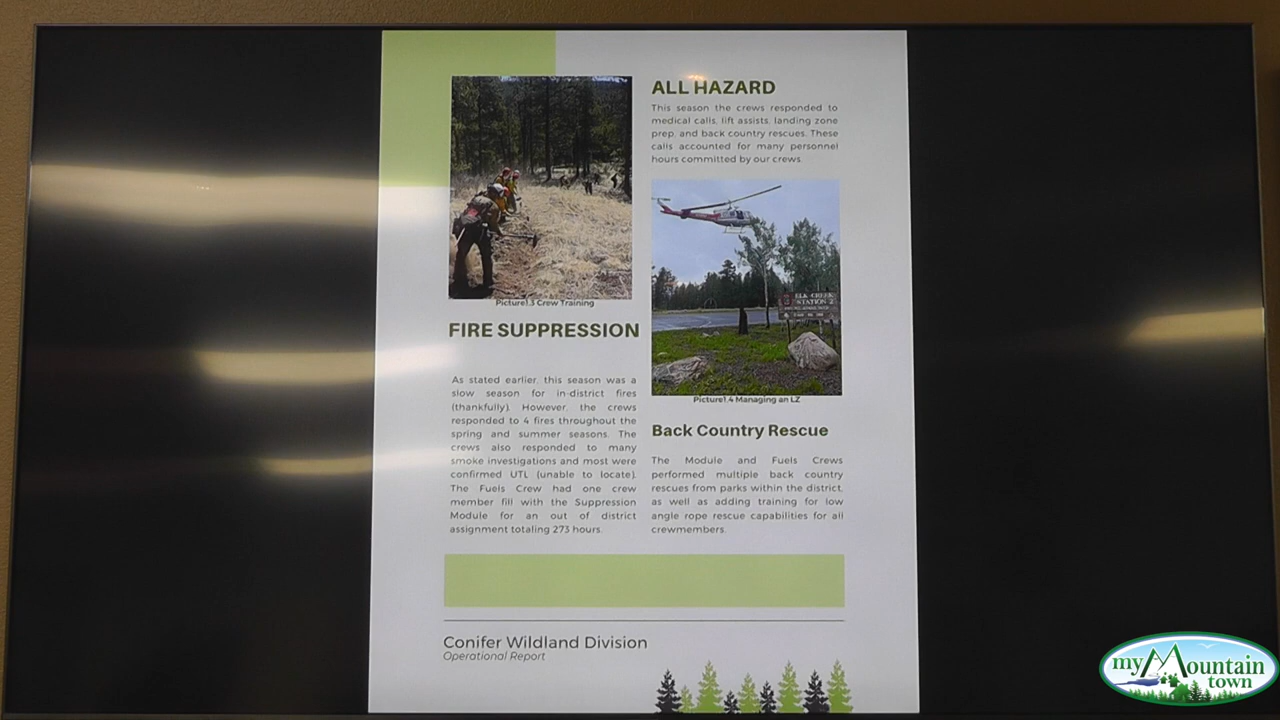 Picture1.3 Crew Training
FIRE SUPPRESSION
As stated earlier, this season was a
slow season for in-district fires
(thankfully). However, the crews
responded to 4 fires throughout the
spring and summer seasons. The
crews also responded to many
smoke investigations and most were
confirmed UTL (unable to locate).
The Fuels Crew had one crew
member fill with the Suppression
Module for an out of district
assignment totaling 273 hours.
ALL HAZARD
This season the crews responded to
medical calls, lift assists, landing zone
prep, and back country rescues. These
calls accounted for many personnel
hours committed by our crews.
ELK CREEK
STATION 2
Picture1.4 Managing an LZ
Back Country Rescue
The Module and Fuels Crews
performed multiple back country
rescues from parks within the district,
as well as adding training for low
angle rope rescue capabilities for all
crewmembers.
Conifer Wildland Division
Operational Report
my Mountain
town